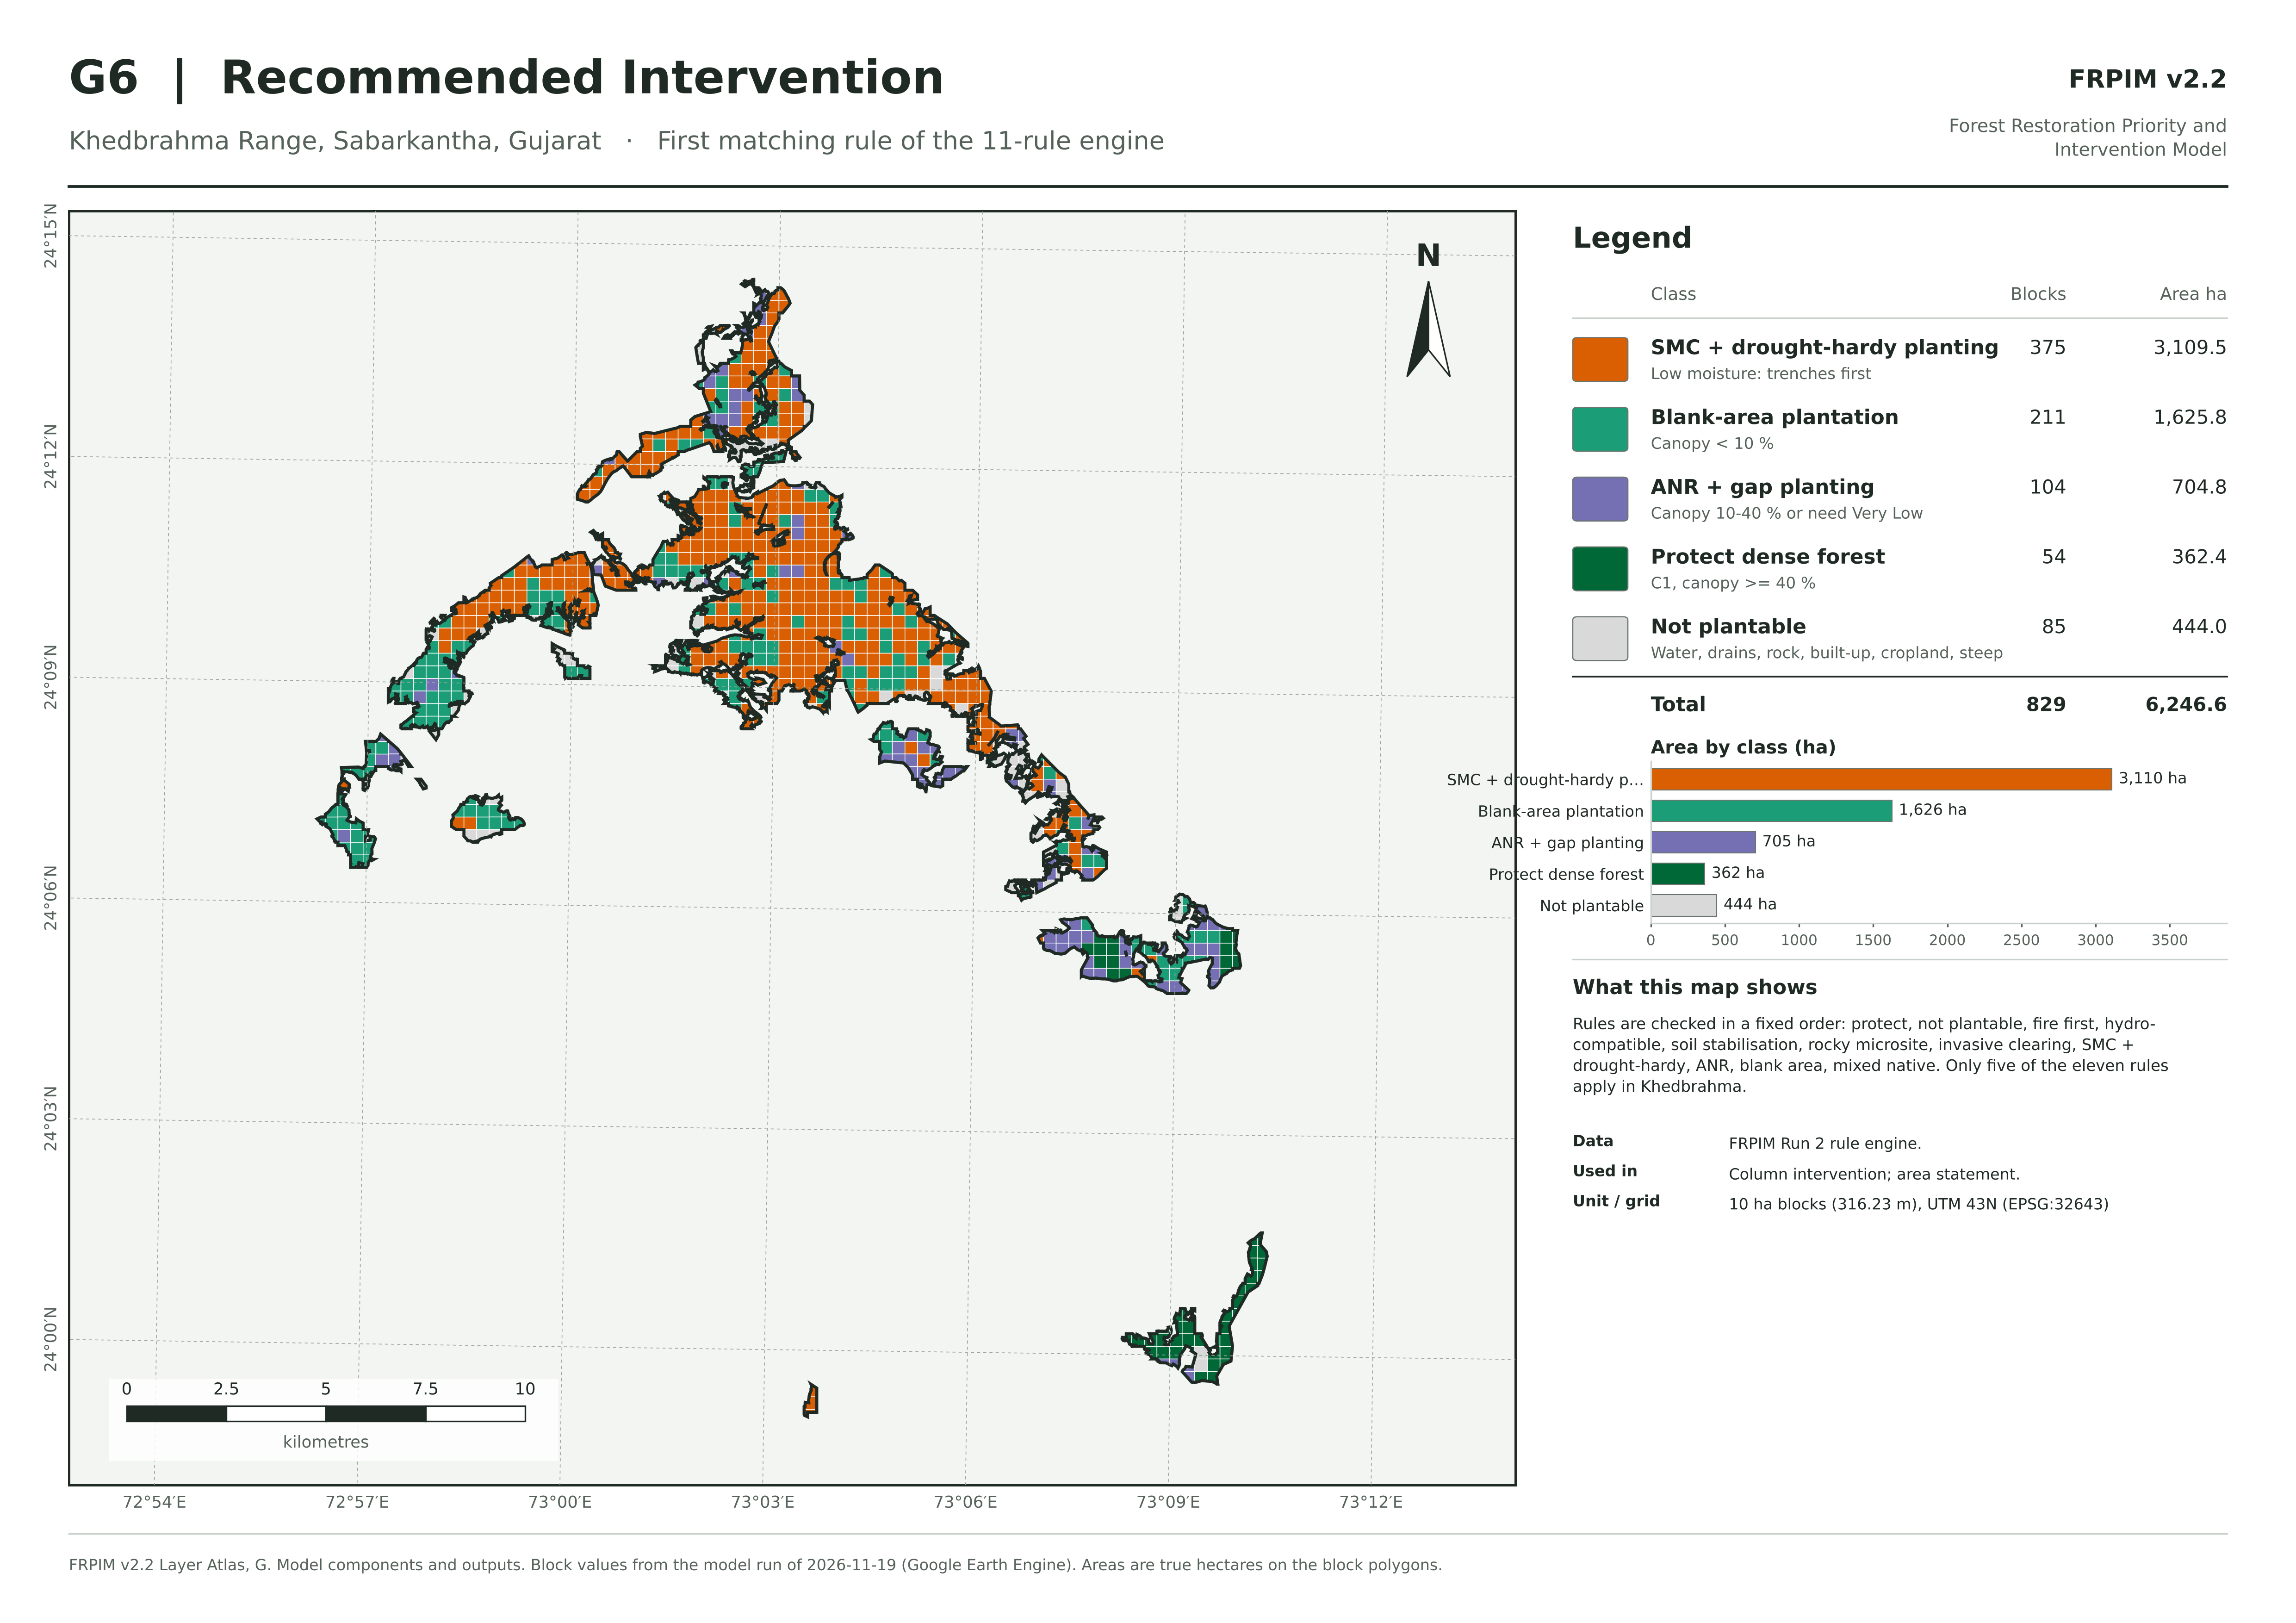 G6 | Recommended Intervention
FRPIM v2.2
Khedbrahma Range, Sabarkantha, Gujarat · First matching rule of the 11-rule engine
Forest Restoration Priority and
Intervention Model
24°15′N
24°12′N
24°09′N
24°06′N
24°03′N
24°00′N
N
0 2.5 5 7.5 10
kilometres
72°54′E 72°57′E 73°00′E 73°03′E 73°06′E 73°09′E 73°12′E
Legend
Class Blocks Area ha
SMC + drought-hardy planting 375 3,109.5
Low moisture: trenches first
Blank-area plantation 211 1,625.8
Canopy < 10 %
ANR + gap planting 104 704.8
Canopy 10-40 % or need Very Low
Protect dense forest 54 362.4
C1, canopy >= 40 %
Not plantable 85 444.0
Water, drains, rock, built-up, cropland, steep
Total 829 6,246.6
Area by class (ha)
SMC + drought-hardy p... 3,110 ha
Blank-area plantation 1,626 ha
ANR + gap planting 705 ha
Protect dense forest 362 ha
Not plantable 444 ha
0 500 1000 1500 2000 2500 3000 3500
What this map shows
Rules are checked in a fixed order: protect, not plantable, fire first, hydro-
compatible, soil stabilisation, rocky microsite, invasive clearing, SMC +
drought-hardy, ANR, blank area, mixed native. Only five of the eleven rules
apply in Khedbrahma.
Data FRPIM Run 2 rule engine.
Used in Column intervention; area statement.
Unit / grid 10 ha blocks (316.23 m), UTM 43N (EPSG:32643)
FRPIM v2.2 Layer Atlas, G. Model components and outputs. Block values from the model run of 2026-11-19 (Google Earth Engine). Areas are true hectares on the block polygons.